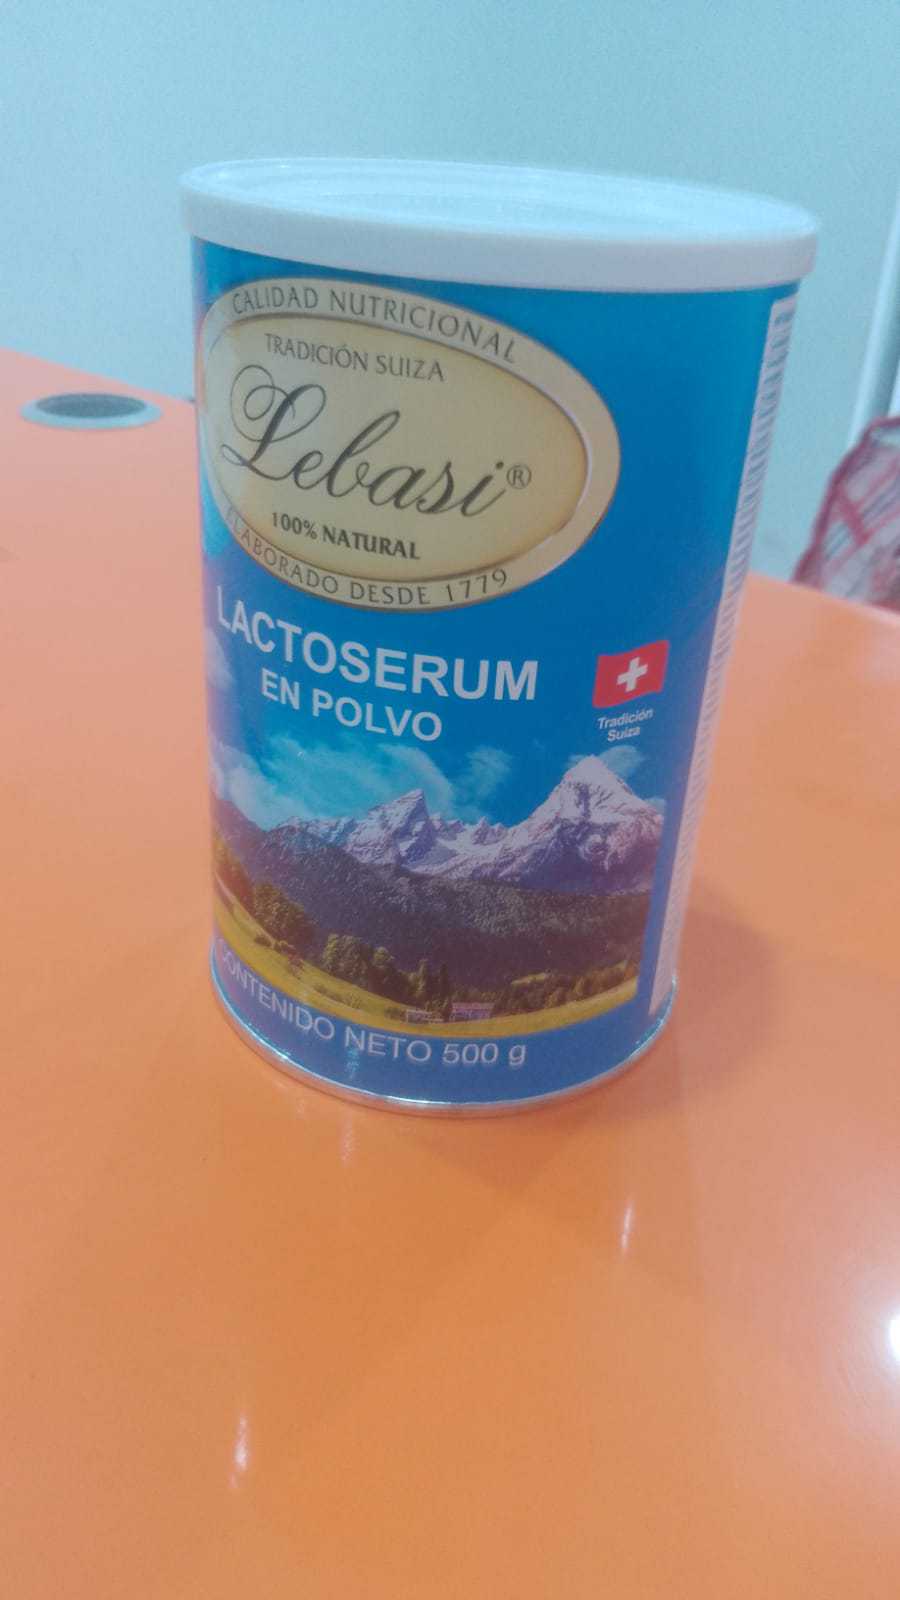 CALIDAD NUTRICIONAL
TRADICIÓN SUIZA
Lebasi®
100% NATURAL
ELABORADO DESDE 1779
LACTOSERUM
EN POLVO
Tradición
Suiza
CONTENIDO NETO 500 g